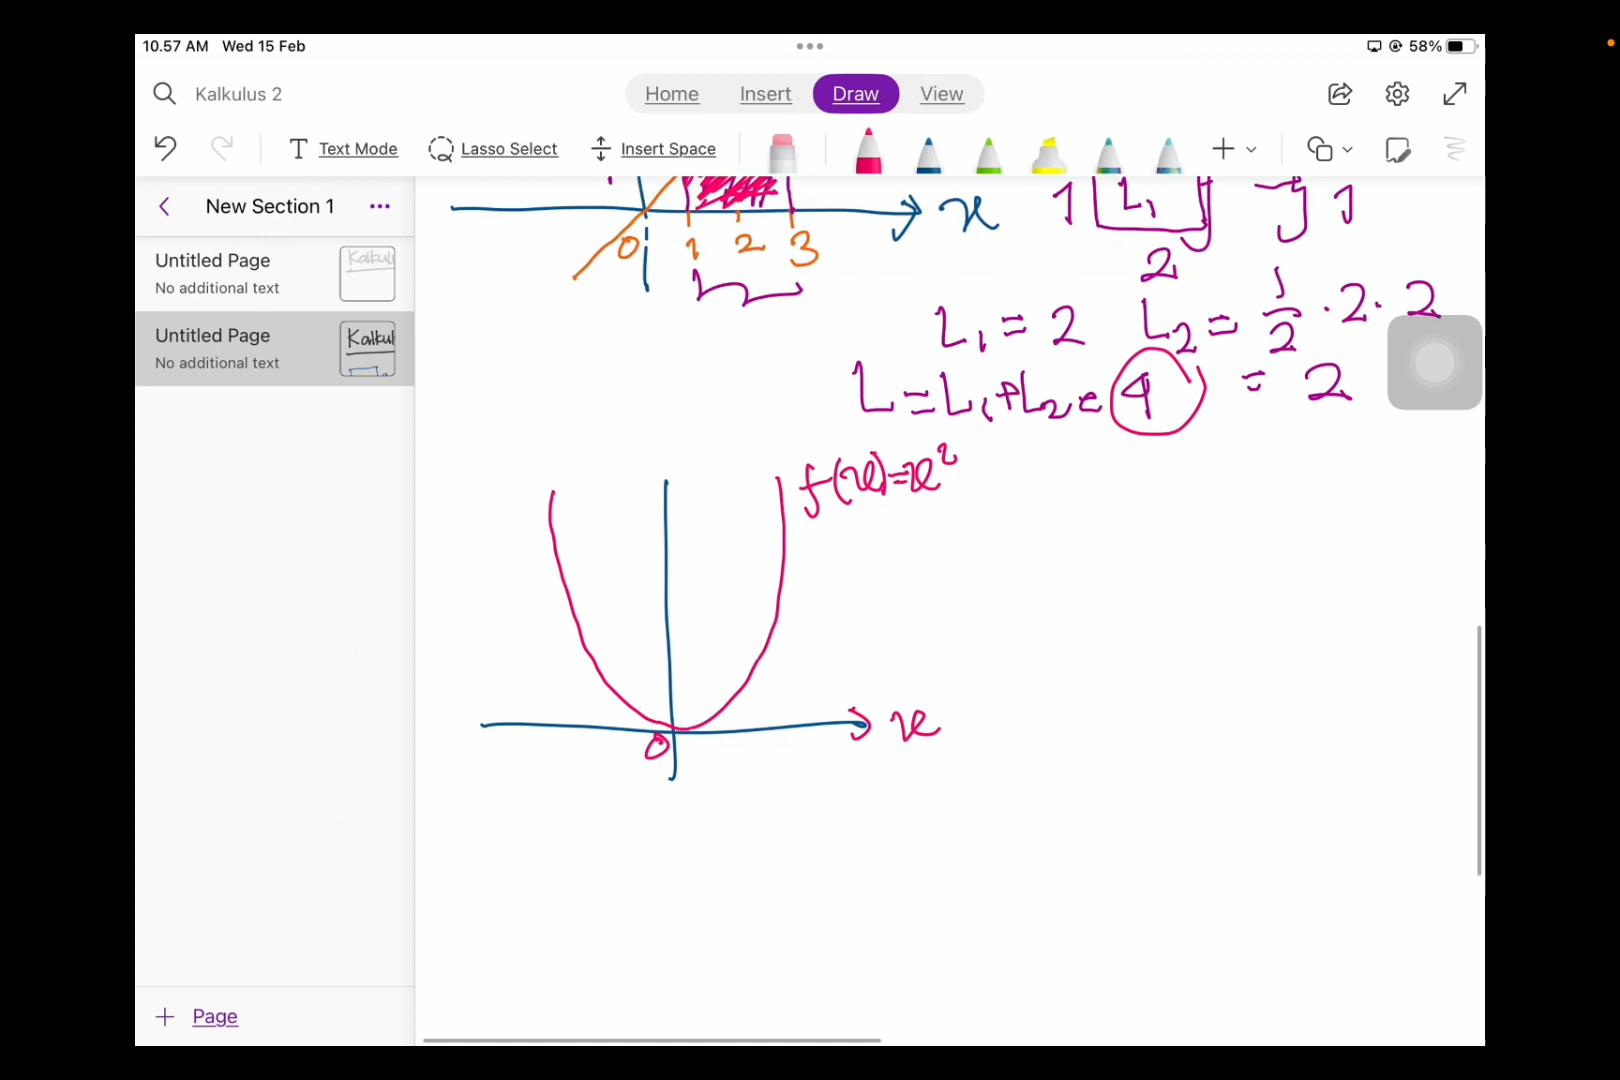 10.57 AM Wed 15 Feb
58%
Kalkulus 2
Home Insert Draw View
Text Mode Lasso Select Insert Space
New Section 1
Untitled Page
No additional text
Kalkul
Untitled Page
No additional text
Kalkul
Page
x
0 1 2 3
1 L₁ 1
2
L₁ = 2 L₂ = 1/2 · 2 · 2
L = L₁ + L₂ = 4 = 2
f(x) = x²
x
0